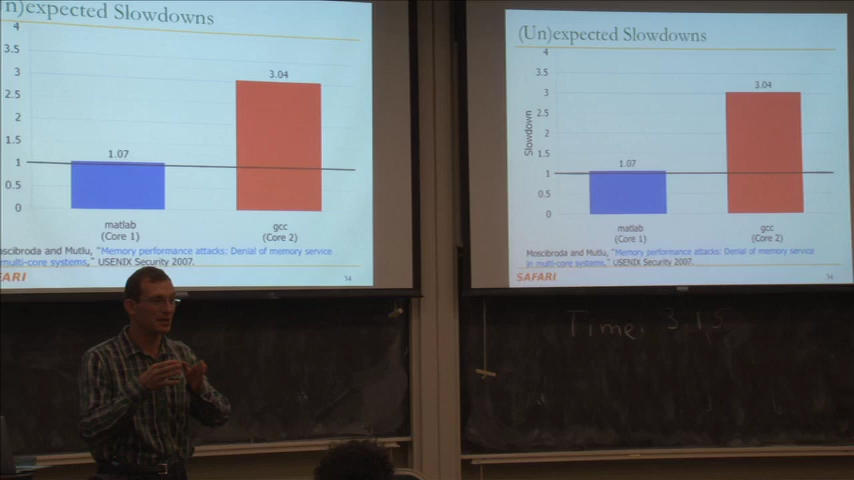 n)expected Slowdowns
4
3.5
3
2.5
2
1.5
1
0.5
0
3.04
1.07
matlab
(Core 1)
gcc
(Core 2)
oscibroda and Mutlu, "Memory performance attacks: Denial of memory service
multi-core systems," USENIX Security 2007.
FARI
34
(Un)expected Slowdowns
4
3.5
3
2.5
2
1.5
1
0.5
0
Slowdown
3.04
1.07
matlab
(Core 1)
gcc
(Core 2)
Moscibroda and Mutlu, "Memory performance attacks: Denial of memory service
in multi-core systems," USENIX Security 2007.
SAFARI
34
Time: 3 15